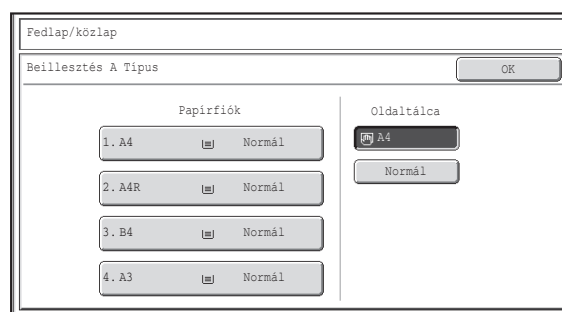 Fedlap/közlap
Beillesztés A Típus
OK
Papírfiók
Oldaltálca
1. A4 Normál
A4
2. A4R Normál
Normál
3. B4 Normál
4. A3 Normál